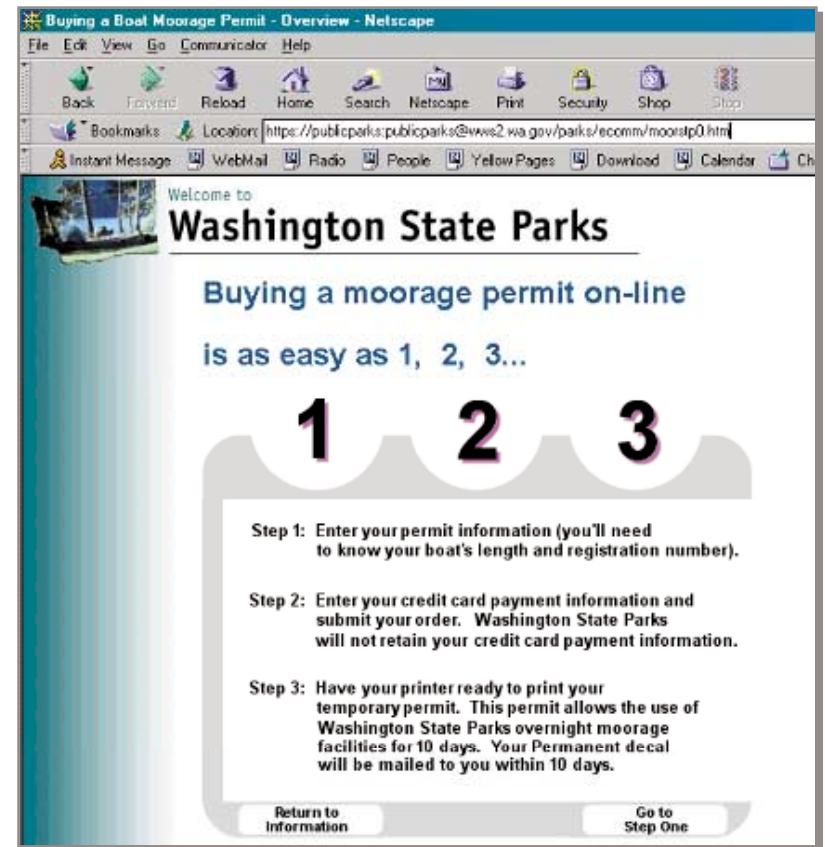 Buying a Boat Moorage Permit - Overview - Netscape
File Edit View Go Communicator Help
Back Forward Reload Home Search Netscape Print Security Shop Stop
Bookmarks Location: https://publicparks:publicparks@wws2.wa.gov/parks/ecomm/moorstp0.htm
Instant Message WebMail Radio People Yellow Pages Download Calendar Ch
Welcome to
Washington State Parks
Buying a moorage permit on-line
is as easy as 1, 2, 3...
1 2 3
Step 1: Enter your permit information (you'll need
to know your boat's length and registration number).
Step 2: Enter your credit card payment information and
submit your order. Washington State Parks
will not retain your credit card payment information.
Step 3: Have your printer ready to print your
temporary permit. This permit allows the use of
Washington State Parks overnight moorage
facilities for 10 days. Your Permanent decal
will be mailed to you within 10 days.
Return to Go to
Information Step One